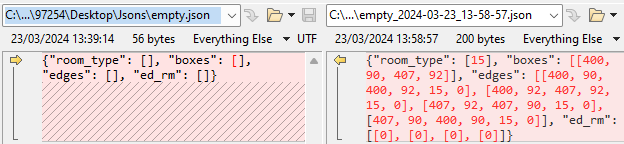 C:\...\97254\Desktop\Jsons\empty.json
C:\...\empty_2024-03-23_13-58-57.json
23/03/2024 13:39:14 56 bytes Everything Else UTF
23/03/2024 13:58:57 200 bytes Everything Else
{"room_type": [], "boxes": [],
"edges": [], "ed_rm": []}
{"room_type": [15], "boxes": [[400,
90, 407, 92]], "edges": [[400, 90,
400, 92, 15, 0], [400, 92, 407, 92,
15, 0], [407, 92, 407, 90, 15, 0],
[407, 90, 400, 90, 15, 0]], "ed_rm":
[[0], [0], [0], [0]]}